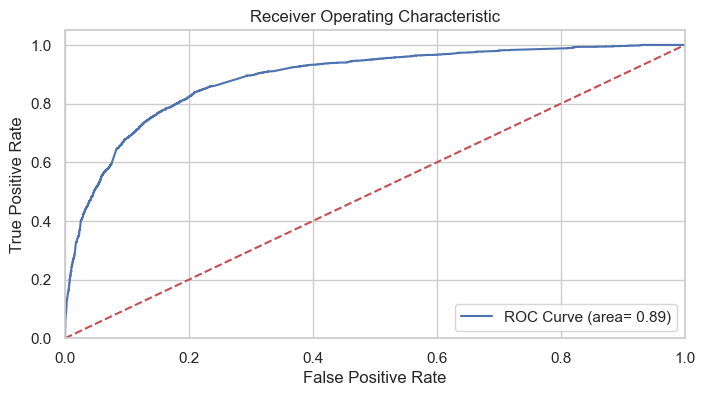 Receiver Operating Characteristic
True Positive Rate
1.0
0.8
0.6
0.4
0.2
0.0
ROC Curve (area= 0.89)
0.0 0.2 0.4 0.6 0.8 1.0
False Positive Rate